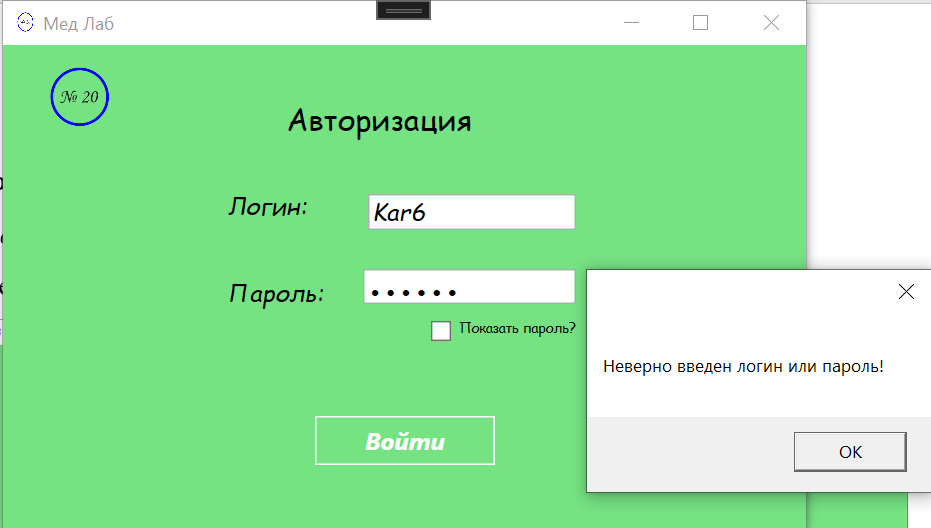 Мед Лаб
№ 20
Авторизация
Логин:
Kar6
Пароль:
Показать пароль?
Неверно введен логин или пароль!
Войти
OK